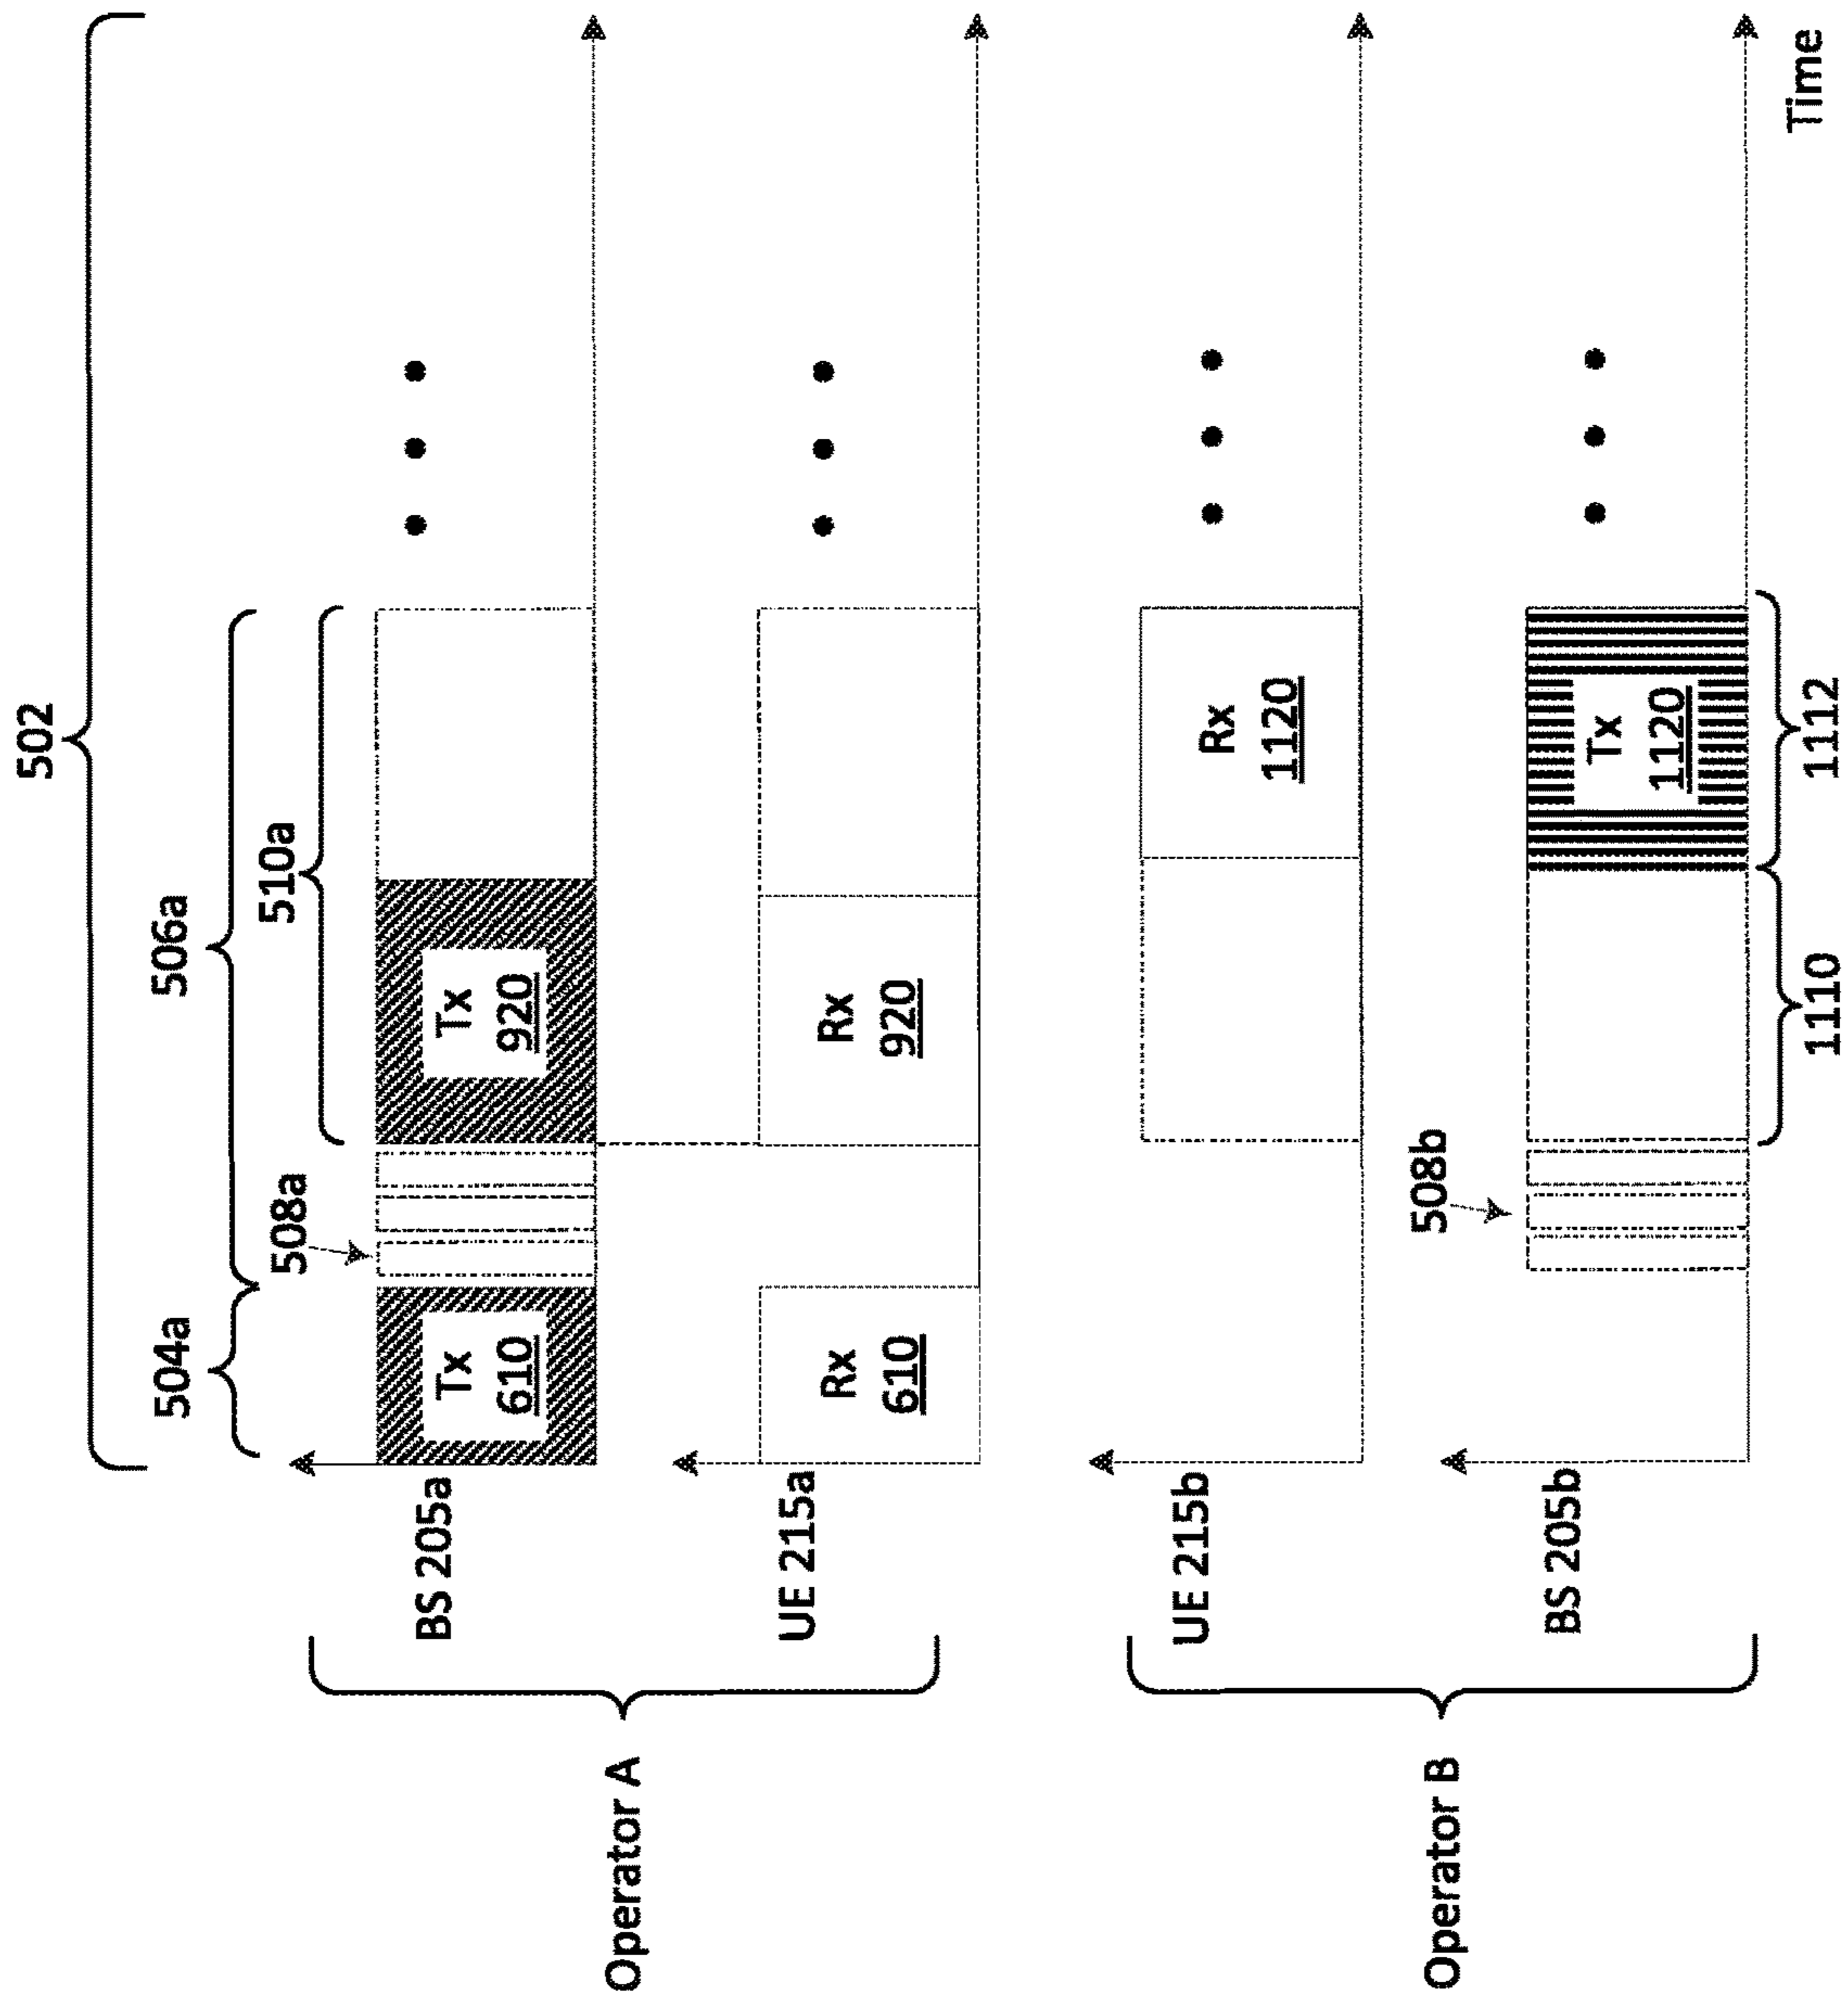 502
506a
504a
508a
510a
BS 205a
Tx
610
Tx
920
Operator A
UE 215a
Rx
610
Rx
920
UE 215b
Rx
1120
Operator B
508b
BS 205b
Tx
1120
1110
1112
Time